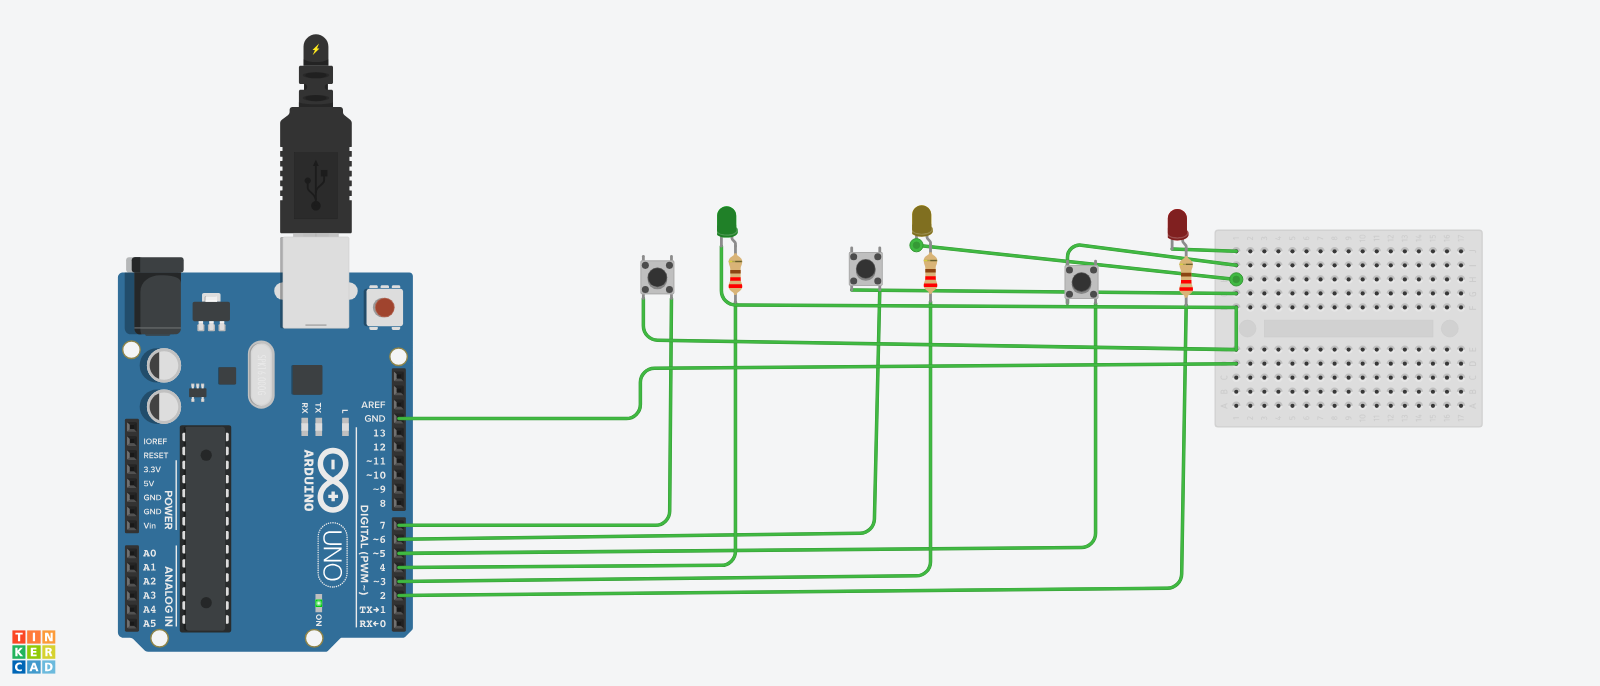 AREF
GND
13
12
~11
~10
~9
8
7
~6
~5
4
~3
2
TX→1
RX←0
DIGITAL (PWM ~)
RX
TX
L
ARDUINO
UNO
ON
IOREF
RESET
3.3V
5V
GND
GND
Vin
POWER
A0
A1
A2
A3
A4
A5
ANALOG IN
TIN
KER
CAD